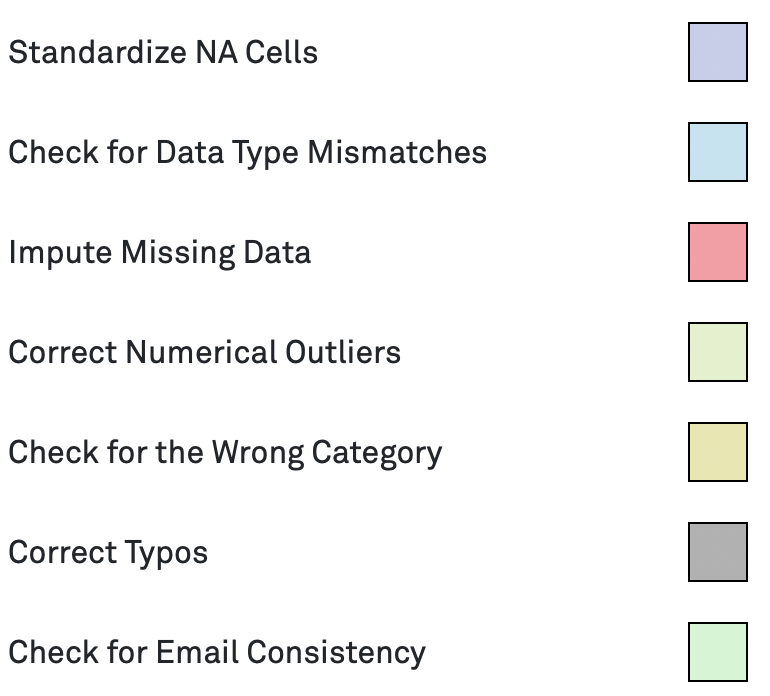 Standardize NA Cells
Check for Data Type Mismatches
Impute Missing Data
Correct Numerical Outliers
Check for the Wrong Category
Correct Typos
Check for Email Consistency